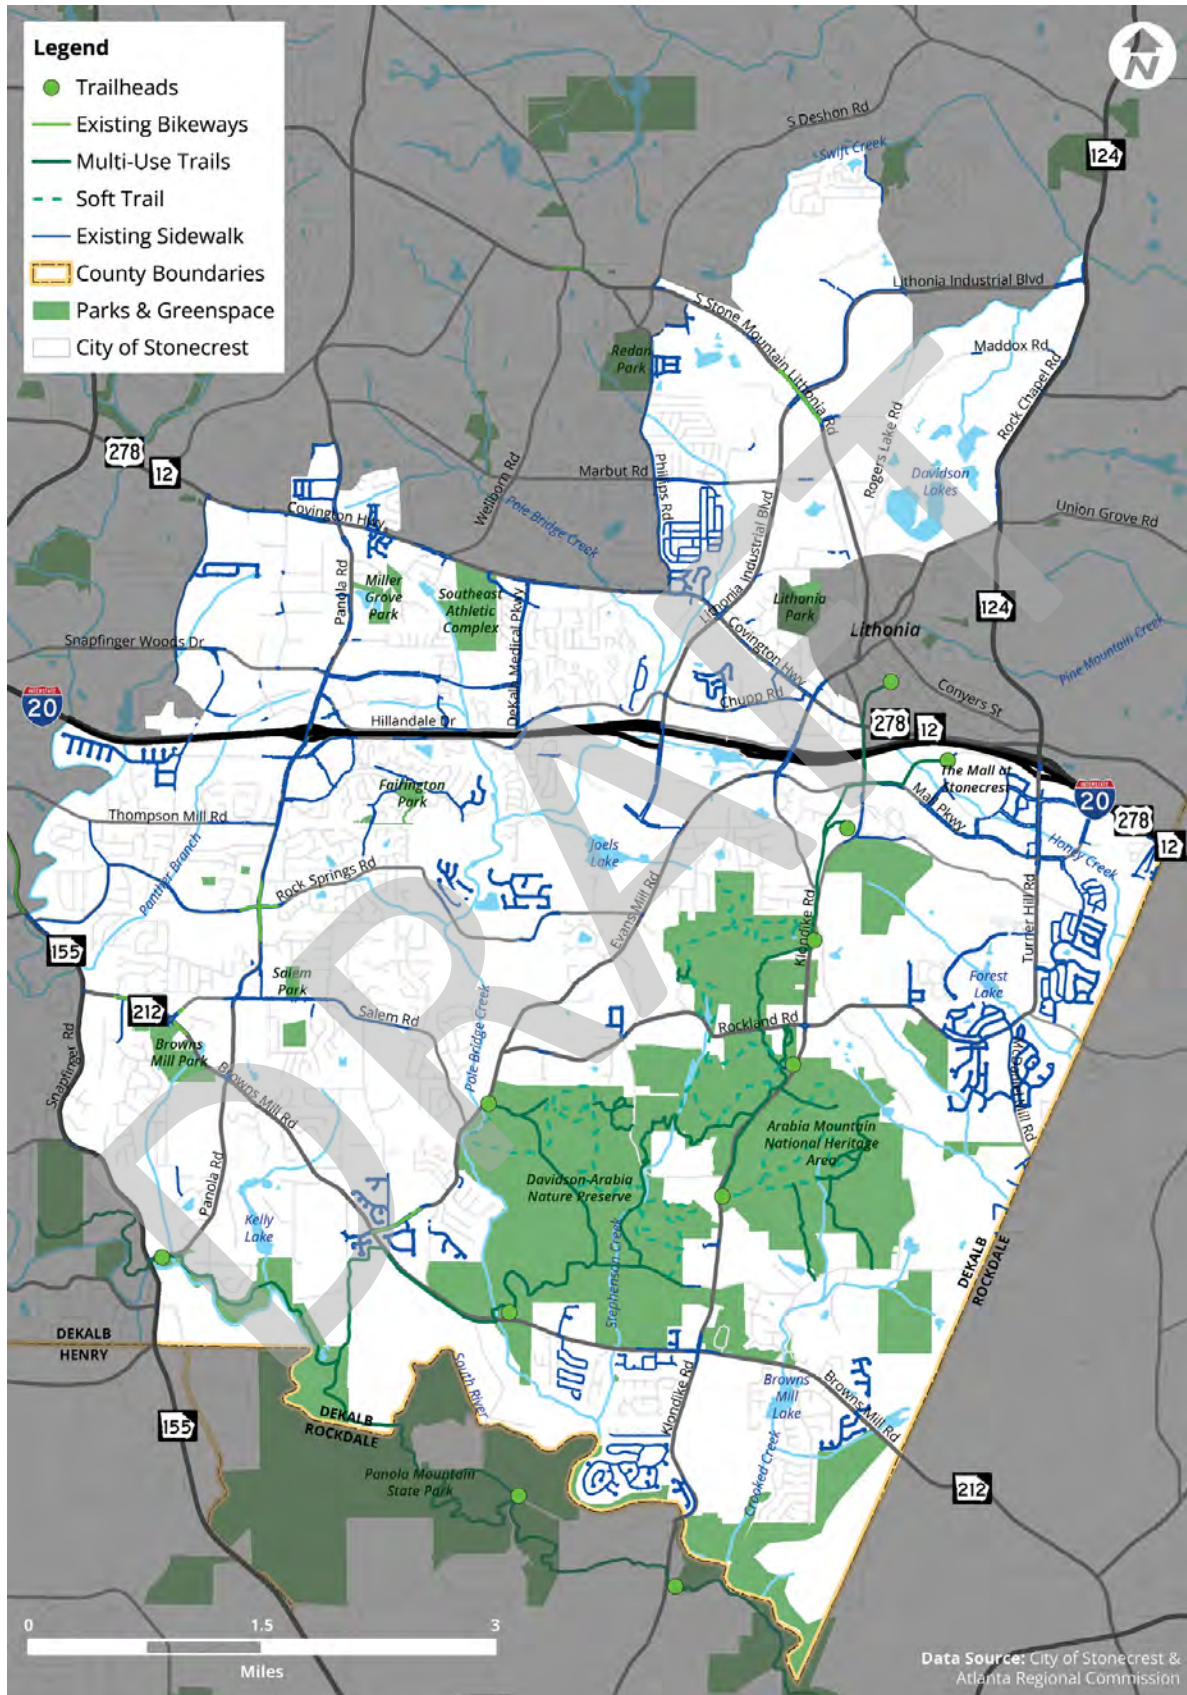 Legend
Trailheads
Existing Bikeways
Multi-Use Trails
Soft Trail
Existing Sidewalk
County Boundaries
Parks & Greenspace
City of Stonecrest
N
S Deshon Rd
Swift Creek
124
Lithonia Industrial Blvd
S Stone Mountain Lithonia Rd
Maddox Rd
Redan
Park
Rock Chapel Rd
Rogers Lake Rd
278
12
Wellborn Rd
Marbut Rd
Phillips Rd
Davidson
Lakes
Covington Hwy
Pole Bridge Creek
Lithonia Industrial Blvd
Union Grove Rd
Panola Rd
Miller
Grove
Park
Southeast
Athletic
Complex
DeKalb Medical Pkwy
Lithonia
Park
124
Lithonia
Snapfinger Woods Dr
Covington Hwy
Pine Mountain Creek
Chupp Rd
Conyers St
INTERSTATE
20
Hillandale Dr
278
12
The Mall at
Stonecrest
Fairington
Park
Mall Pkwy
INTERSTATE
20
278
12
Thompson Mill Rd
Joels
Lake
Honey Creek
Panther Branch
Rock Springs Rd
Evans Mill Rd
Klondike Rd
Turner Hill Rd
155
Salem
Park
Forest
Lake
212
Salem Rd
Pole Bridge Creek
Rockland Rd
Snapfinger Rd
Browns
Mill Park
Browns Mill Rd
Arabia Mountain
National Heritage
Area
Davidson-Arabia
Nature Preserve
Panola Rd
Kelly
Lake
Stephenson Creek
DEKALB
ROCKDALE
DEKALB
HENRY
South River
Klondike Rd
Browns
Mill
Lake
Browns Mill Rd
DEKALB
ROCKDALE
155
Panola Mountain
State Park
Crooked Creek
212
0
1.5
3
Miles
Data Source: City of Stonecrest &
Atlanta Regional Commission
DRAFT